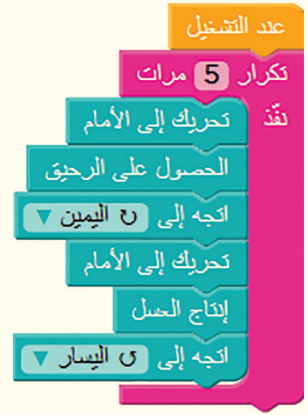 عند التشغيل
تكرار 5 مرات
نفّذ تحريك إلى الأمام
الحصول على الرحيق
اتجه إلى ↻ اليمين ▼
تحريك إلى الأمام
إنتاج العسل
اتجه إلى ↺ اليسار ▼